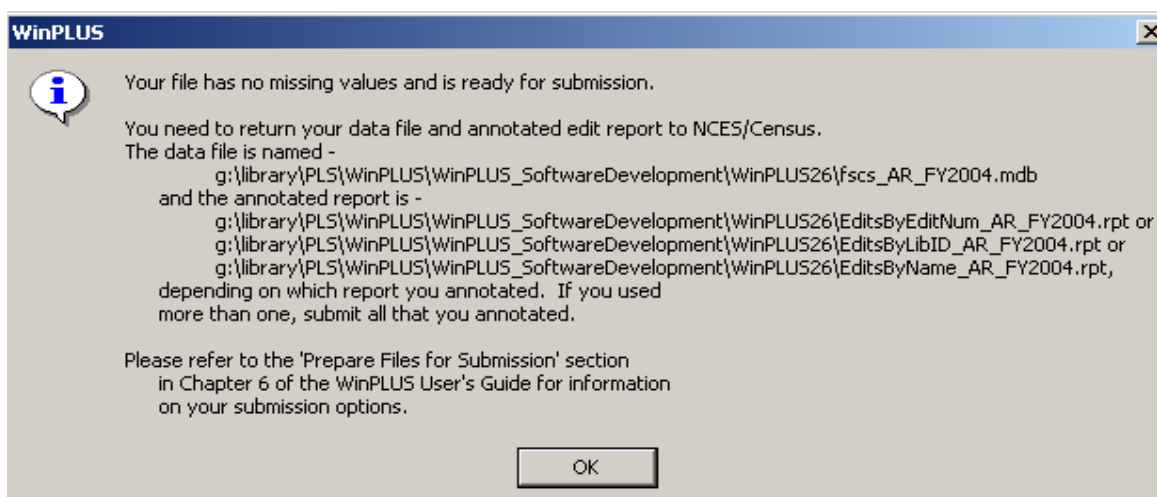 WinPLUS
Your file has no missing values and is ready for submission.
You need to return your data file and annotated edit report to NCES/Census.
The data file is named -
g:\library\PLS\WinPLUS\WinPLUS_SoftwareDevelopment\WinPLUS26\fscs_AR_FY2004.mdb
and the annotated report is -
g:\library\PLS\WinPLUS\WinPLUS_SoftwareDevelopment\WinPLUS26\EditsByEditNum_AR_FY2004.rpt or
g:\library\PLS\WinPLUS\WinPLUS_SoftwareDevelopment\WinPLUS26\EditsByLibID_AR_FY2004.rpt or
g:\library\PLS\WinPLUS\WinPLUS_SoftwareDevelopment\WinPLUS26\EditsByName_AR_FY2004.rpt,
depending on which report you annotated.  If you used
more than one, submit all that you annotated.
Please refer to the 'Prepare Files for Submission' section
in Chapter 6 of the WinPLUS User's Guide for information
on your submission options.
OK